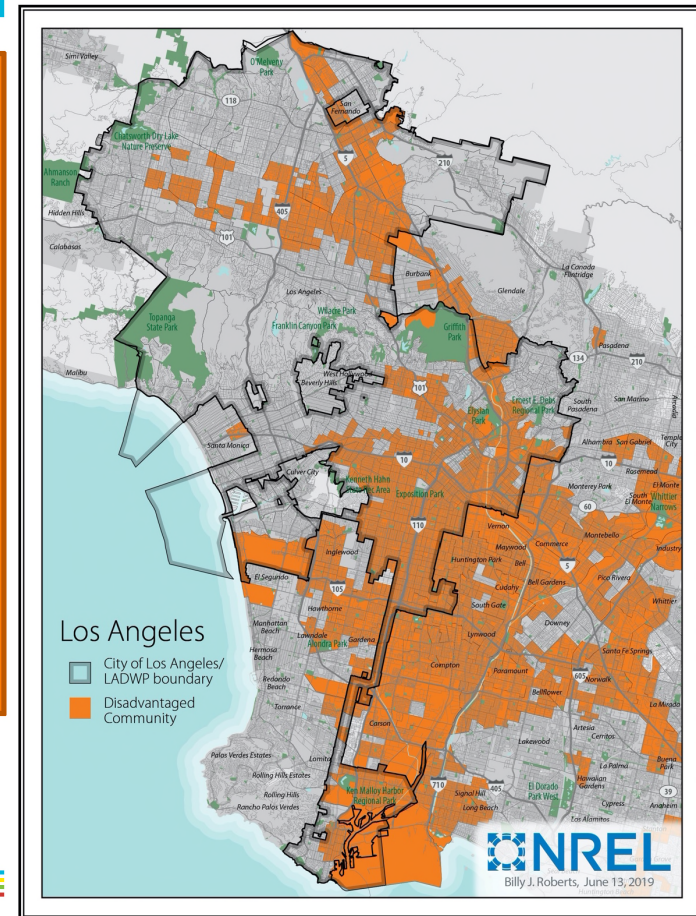 Simi Valley
O'Melveny
Park
118
San
Fernando
Chatsworth Dry Lake
Nature Preserve
5
210
Ahmanson
Ranch
405
Hidden Hills
101
Calabasas
La Canada
Flintridge
Burbank
Los Angeles
Glendale
Wilacre Park
Topanga
State Park
Franklin Canyon Park
Griffith
Park
Pasadena
134
210
Malibu
West Hollywood
Beverly Hills
101
Ernest E. Debs
Regional Park
South
Pasadena
San Marino
Arcadia
Elysian
Park
Santa Monica
Alhambra
San Gabriel
Temple
City
10
10
Rosemead
Culver City
Kenneth Hahn
State Rec Area
Exposition Park
Monterey Park
El Monte
South
El Monte
Whittier
Narrows
60
110
Vernon
Montebello
Maywood
Commerce
Industry
Inglewood
Huntington Park
Bell
5
El Segundo
Bell Gardens
Pico Rivera
105
Cudahy
Whittier
Hawthorne
South Gate
Downey
Los Angeles
Manhattan
Beach
Lawndale
Alondra Park
Gardena
Lynwood
Santa Fe Springs
City of Los Angeles/
LADWP boundary
Hermosa
Beach
Compton
Paramount
605
Norwalk
Redondo
Beach
Bellflower
Disadvantaged
Community
La Mirada
Torrance
Carson
Artesia
Cerritos
Lakewood
Palos Verdes Estates
Lomita
La Palma
Buena
Park
Rolling Hills Estates
Ken Malloy Harbor
Regional Park
710
405
Hawaiian
Gardens
Signal Hill
El Dorado
Park West
39
Rolling Hills
Long Beach
Cypress
Anaheim
Rancho Palos Verdes
Los Alamitos
NREL
Billy J. Roberts, June 13, 2019